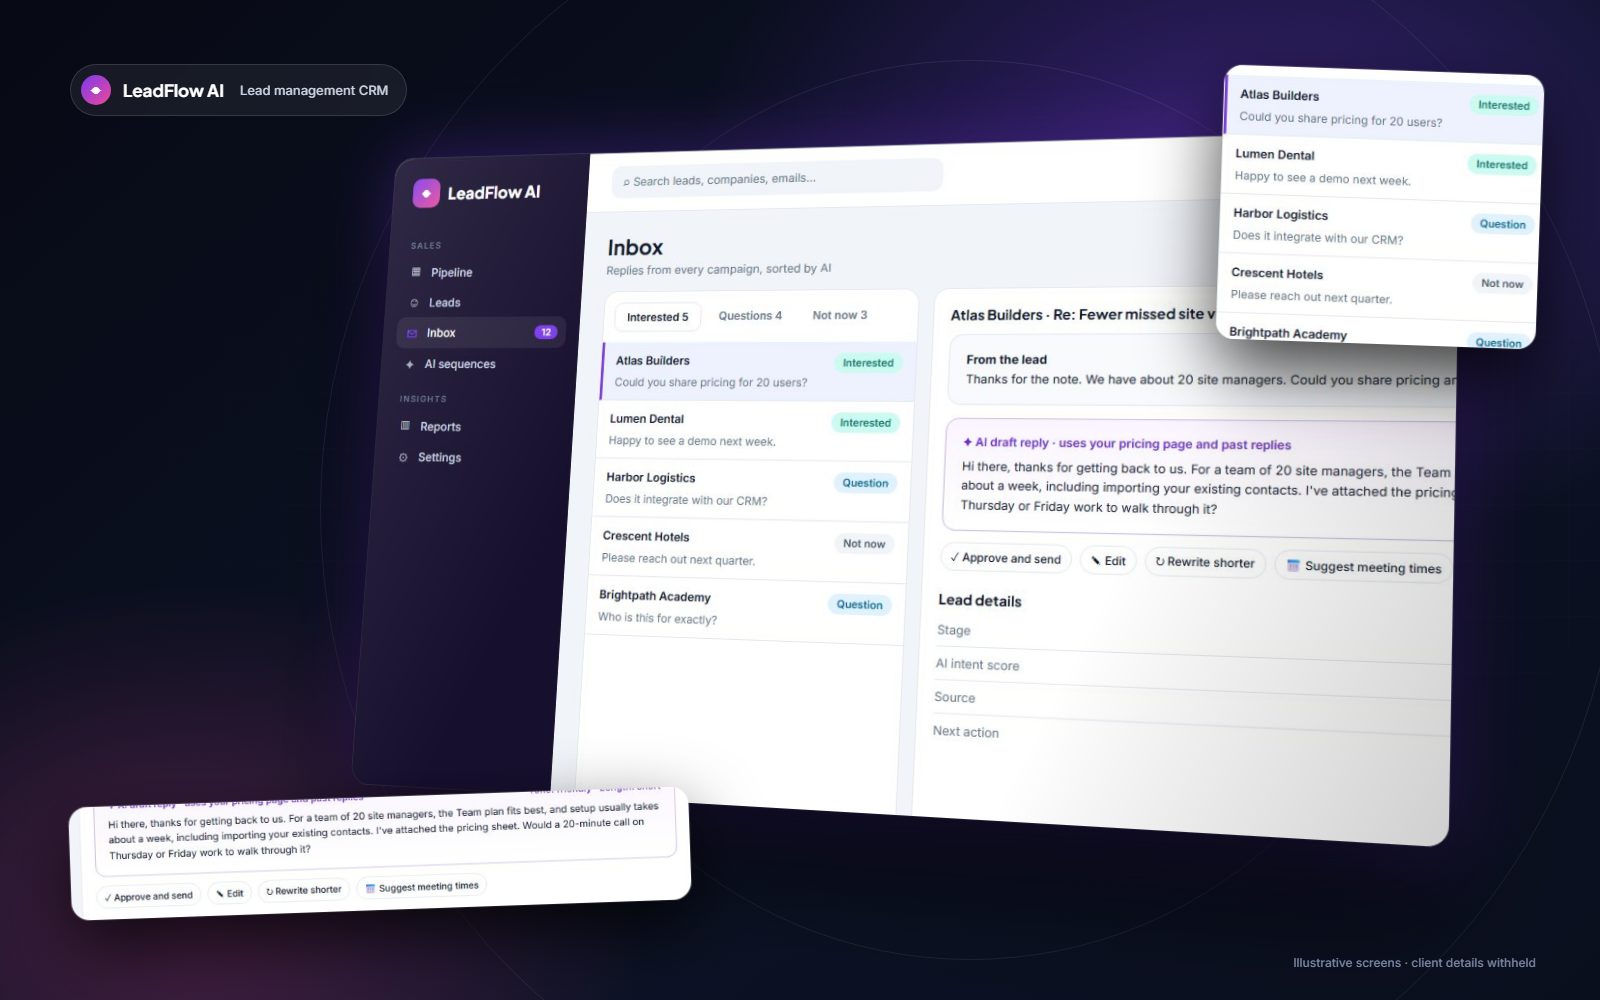 LeadFlow AI Lead management CRM
LeadFlow AI
SALES
Pipeline
Leads
Inbox 12
AI sequences
INSIGHTS
Reports
Settings
Search leads, companies, emails...
Inbox
Replies from every campaign, sorted by AI
Interested 5 Questions 4 Not now 3
Atlas Builders Interested
Could you share pricing for 20 users?
Lumen Dental Interested
Happy to see a demo next week.
Harbor Logistics Question
Does it integrate with our CRM?
Crescent Hotels Not now
Please reach out next quarter.
Brightpath Academy Question
Who is this for exactly?
Atlas Builders · Re: Fewer missed site v
From the lead
Thanks for the note. We have about 20 site managers. Could you share pricing an
✦ AI draft reply · uses your pricing page and past replies
Hi there, thanks for getting back to us. For a team of 20 site managers, the Team
about a week, including importing your existing contacts. I've attached the pricing
Thursday or Friday work to walk through it?
✓ Approve and send Edit ↻ Rewrite shorter Suggest meeting times
Lead details
Stage
AI intent score
Source
Next action
Atlas Builders Interested
Could you share pricing for 20 users?
Lumen Dental Interested
Happy to see a demo next week.
Harbor Logistics Question
Does it integrate with our CRM?
Crescent Hotels Not now
Please reach out next quarter.
Brightpath Academy Question
AI draft reply · uses your pricing page and past replies
Hi there, thanks for getting back to us. For a team of 20 site managers, the Team plan fits best, and setup usually takes
about a week, including importing your existing contacts. I've attached the pricing sheet. Would a 20-minute call on
Thursday or Friday work to walk through it?
✓ Approve and send Edit ↻ Rewrite shorter Suggest meeting times
Illustrative screens · client details withheld